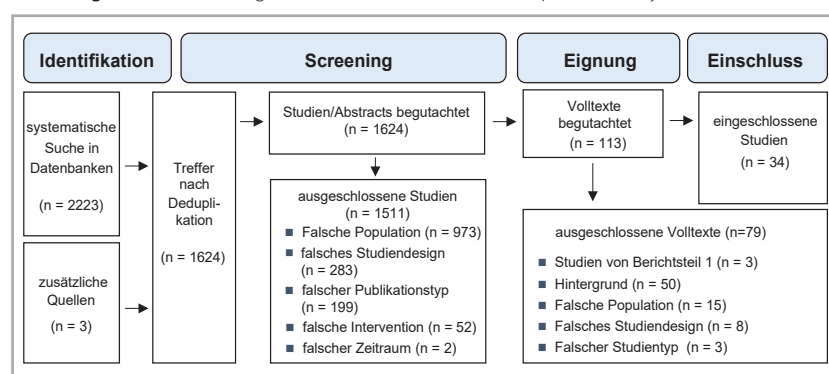 Identifikation
Screening
Eignung
Einschluss
systematische
Suche in
Datenbanken
(n = 2223)
zusätzliche
Quellen
(n = 3)
Treffer
nach
Dedupli-
kation
(n = 1624)
Studien/Abstracts begutachtet
(n = 1624)
ausgeschlossene Studien
(n = 1511)
■ Falsche Population (n = 973)
■ falsches Studiendesign
(n = 283)
■ falscher Publikationstyp
(n = 199)
■ falsche Intervention (n = 52)
■ falscher Zeitraum (n = 2)
Volltexte
begutachtet
(n = 113)
ausgeschlossene Volltexte (n=79)
■ Studien von Berichtsteil 1 (n = 3)
■ Hintergrund (n = 50)
■ Falsche Population (n = 15)
■ Falsches Studiendesign (n = 8)
■ Falscher Studientyp (n = 3)
eingeschlossene
Studien
(n = 34)